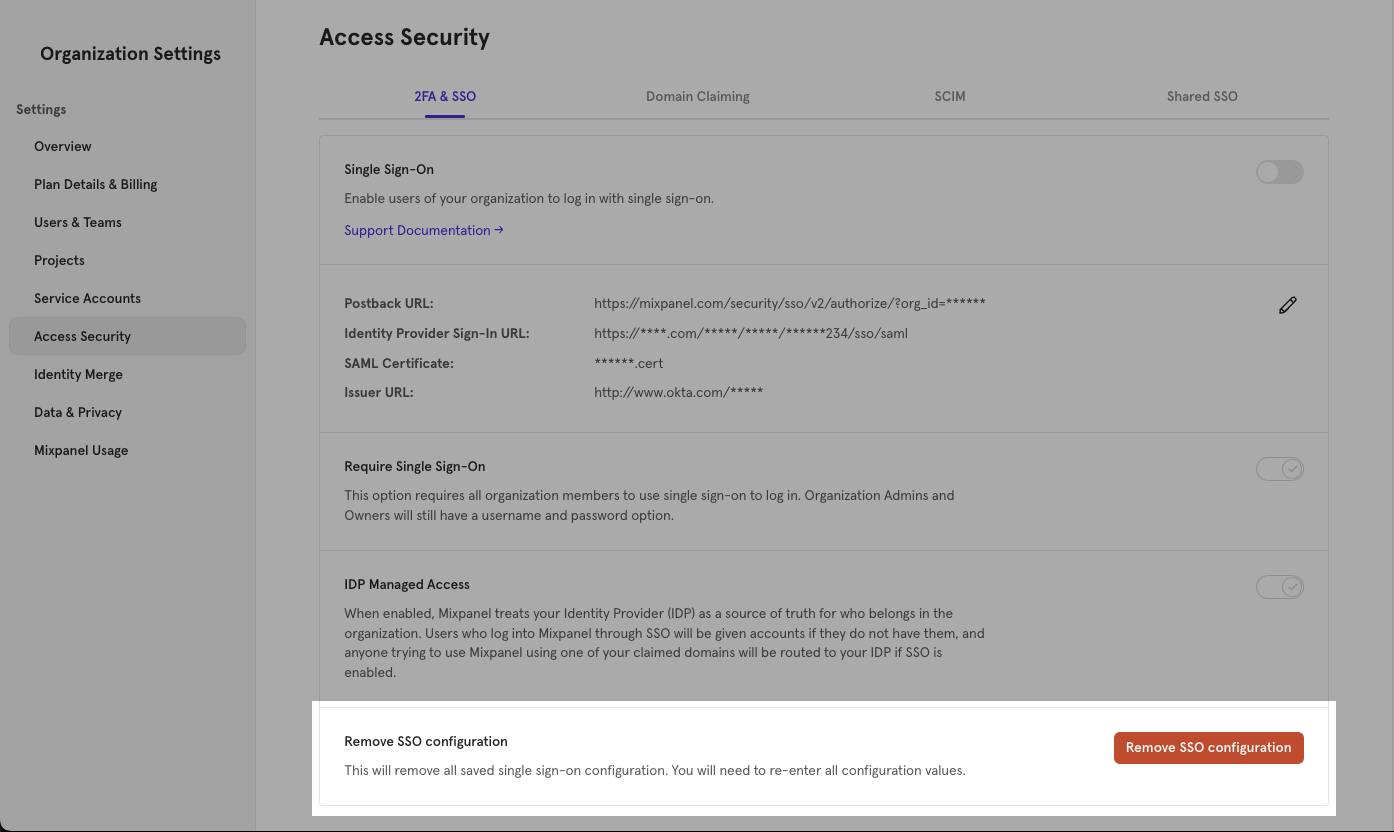 Organization Settings
Settings
Overview
Plan Details & Billing
Users & Teams
Projects
Service Accounts
Access Security
Identity Merge
Data & Privacy
Mixpanel Usage
Access Security
2FA & SSO
Domain Claiming
SCIM
Shared SSO
Single Sign-On
Enable users of your organization to log in with single sign-on.
Support Documentation →
Postback URL: https://mixpanel.com/security/sso/v2/authorize/?org_id=******
Identity Provider Sign-In URL: https://****.com/*****/*****/******234/sso/saml
SAML Certificate: ******.cert
Issuer URL: http://www.okta.com/*****
Require Single Sign-On
This option requires all organization members to use single sign-on to log in. Organization Admins and
Owners will still have a username and password option.
IDP Managed Access
When enabled, Mixpanel treats your Identity Provider (IDP) as a source of truth for who belongs in the
organization. Users who log into Mixpanel through SSO will be given accounts if they do not have them, and
anyone trying to use Mixpanel using one of your claimed domains will be routed to your IDP if SSO is
enabled.
Remove SSO configuration
This will remove all saved single sign-on configuration. You will need to re-enter all configuration values.
Remove SSO configuration